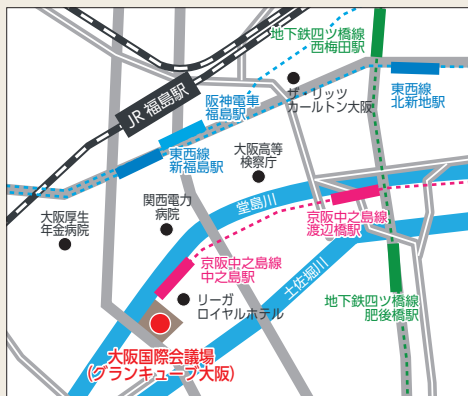 地下鉄四ツ橋線
西梅田駅
JR 福島駅
阪神電車
福島駅
ザ・リッツ
カールトン大阪
東西線
北新地駅
東西線
新福島駅
大阪高等
検察庁
大阪厚生
年金病院
関西電力
病院
堂島川
京阪中之島線
渡辺橋駅
京阪中之島線
中之島駅
土佐堀川
リーガ
ロイヤルホテル
地下鉄四ツ橋線
肥後橋駅
大阪国際会議場
(グランキューブ大阪)